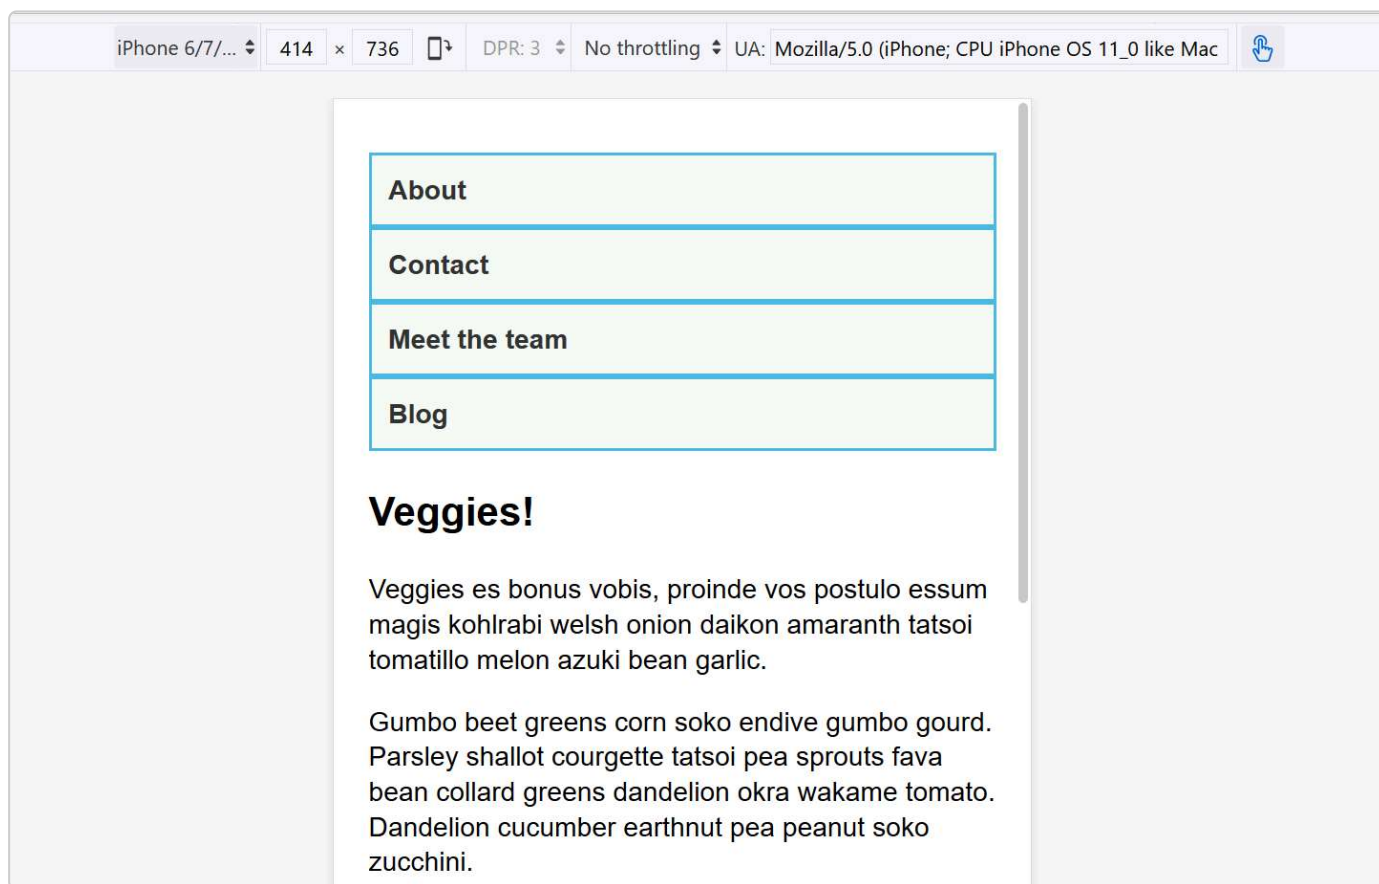 iPhone 6/7/... 414 × 736 DPR: 3 No throttling UA: Mozilla/5.0 (iPhone; CPU iPhone OS 11_0 like Mac
About
Contact
Meet the team
Blog
Veggies!
Veggies es bonus vobis, proinde vos postulo essum
magis kohlrabi welsh onion daikon amaranth tatsoi
tomatillo melon azuki bean garlic.
Gumbo beet greens corn soko endive gumbo gourd.
Parsley shallot courgette tatsoi pea sprouts fava
bean collard greens dandelion okra wakame tomato.
Dandelion cucumber earthnut pea peanut soko
zucchini.